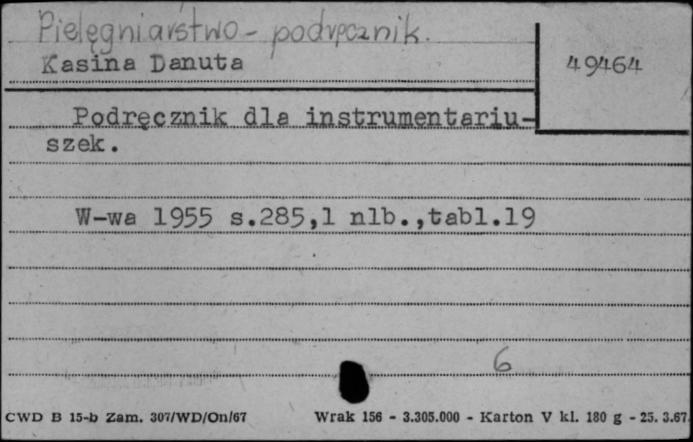 Pielęgniarstwo - podręcznik.
Kasina Danuta
49464
Podręcznik dla instrumentariu-
szek.
W-wa 1955 s.285,1 nlb.,tabl.19
6
CWD B 15-b Zam. 307/WD/On/67 Wrak 156 - 3.305.000 - Karton V kl. 180 g - 25. 3.67